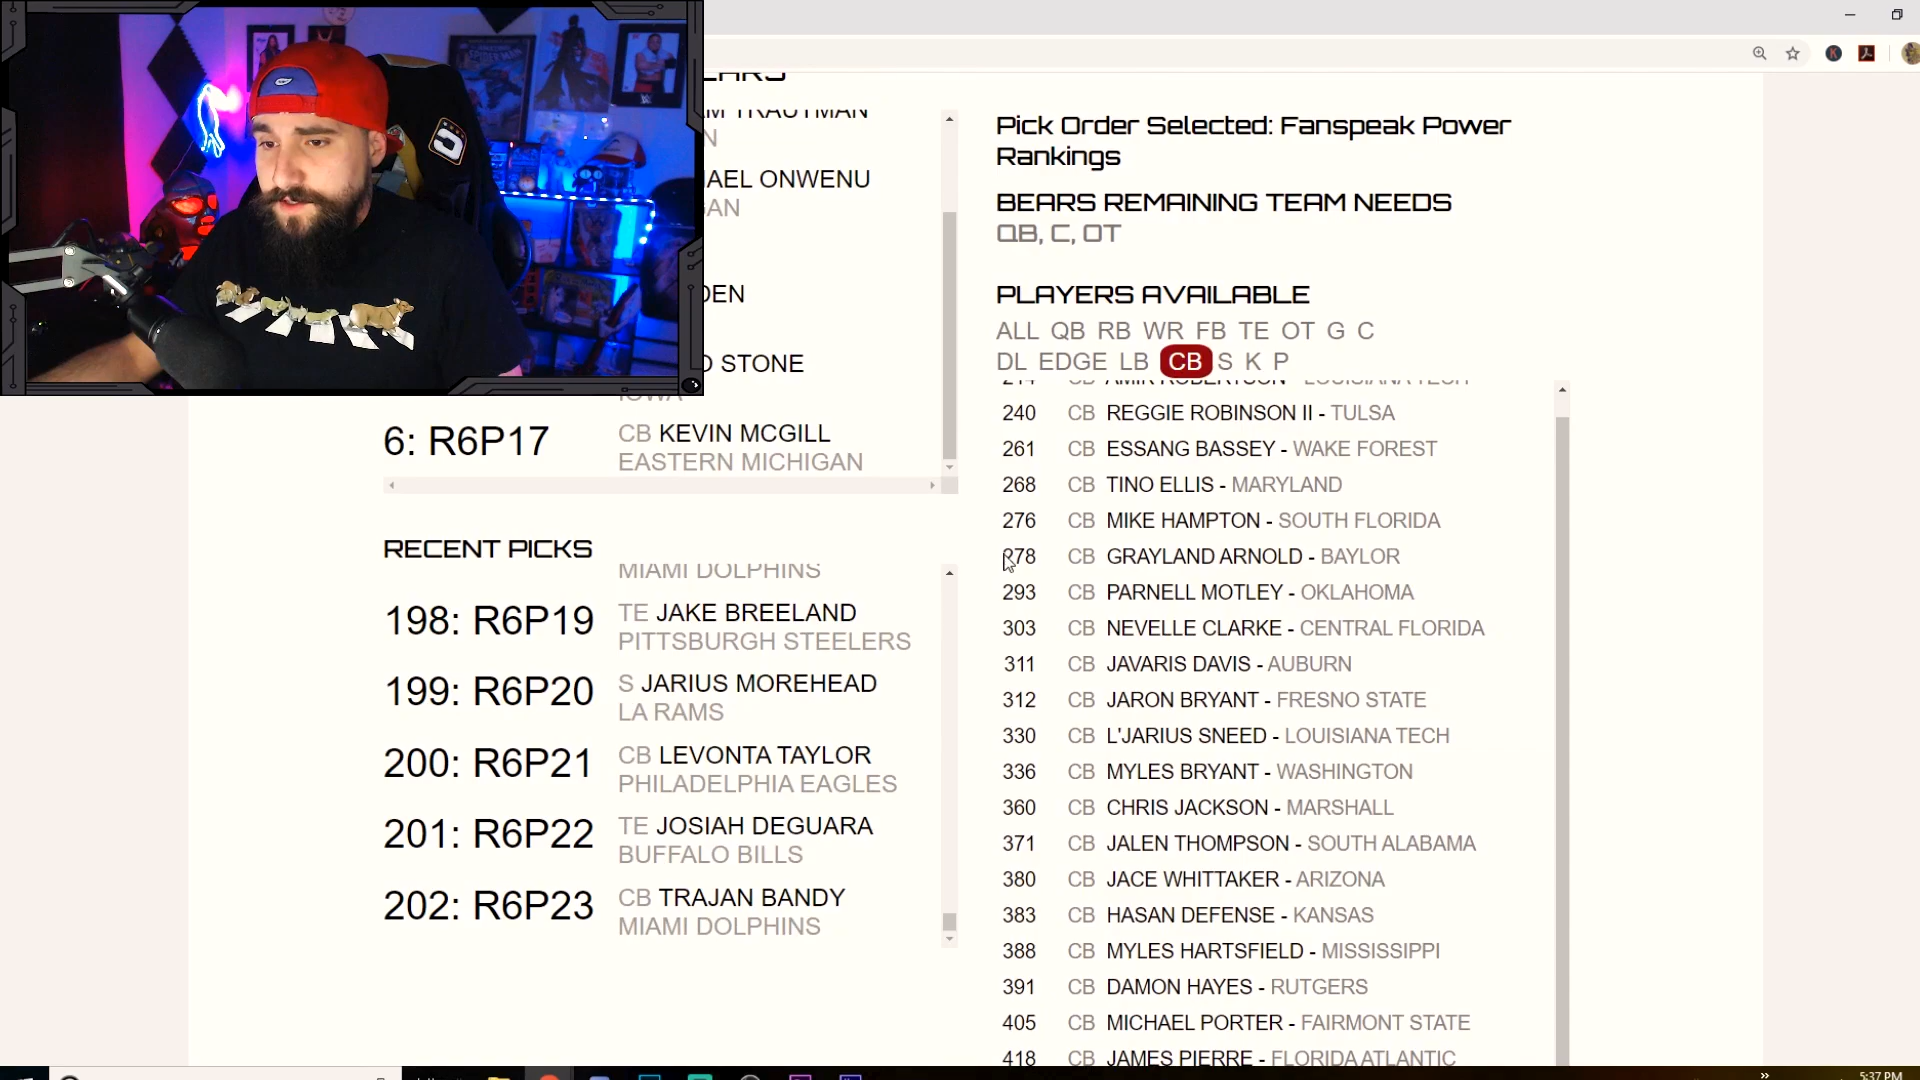 Pick Order Selected: Fanspeak Power
Rankings
BEARS REMAINING TEAM NEEDS
QB, C, OT
PLAYERS AVAILABLE
ALL QB RB WR FB TE OT G C
DL EDGE LB CB S K P
240 CB REGGIE ROBINSON II - TULSA
261 CB ESSANG BASSEY - WAKE FOREST
268 CB TINO ELLIS - MARYLAND
276 CB MIKE HAMPTON - SOUTH FLORIDA
278 CB GRAYLAND ARNOLD - BAYLOR
293 CB PARNELL MOTLEY - OKLAHOMA
303 CB NEVELLE CLARKE - CENTRAL FLORIDA
311 CB JAVARIS DAVIS - AUBURN
312 CB JARON BRYANT - FRESNO STATE
330 CB L'JARIUS SNEED - LOUISIANA TECH
336 CB MYLES BRYANT - WASHINGTON
360 CB CHRIS JACKSON - MARSHALL
371 CB JALEN THOMPSON - SOUTH ALABAMA
380 CB JACE WHITTAKER - ARIZONA
383 CB HASAN DEFENSE - KANSAS
388 CB MYLES HARTSFIELD - MISSISSIPPI
391 CB DAMON HAYES - RUTGERS
405 CB MICHAEL PORTER - FAIRMONT STATE
418 CB JAMES PIERRE - FLORIDA ATLANTIC
TRAUTMAN
AEL ONWENU
GAN
DEN
STONE
IOWA
6: R6P17 CB KEVIN MCGILL
EASTERN MICHIGAN
RECENT PICKS
MIAMI DOLPHINS
198: R6P19 TE JAKE BREELAND
PITTSBURGH STEELERS
199: R6P20 S JARIUS MOREHEAD
LA RAMS
200: R6P21 CB LEVONTA TAYLOR
PHILADELPHIA EAGLES
201: R6P22 TE JOSIAH DEGUARA
BUFFALO BILLS
202: R6P23 CB TRAJAN BANDY
MIAMI DOLPHINS
5:37 PM